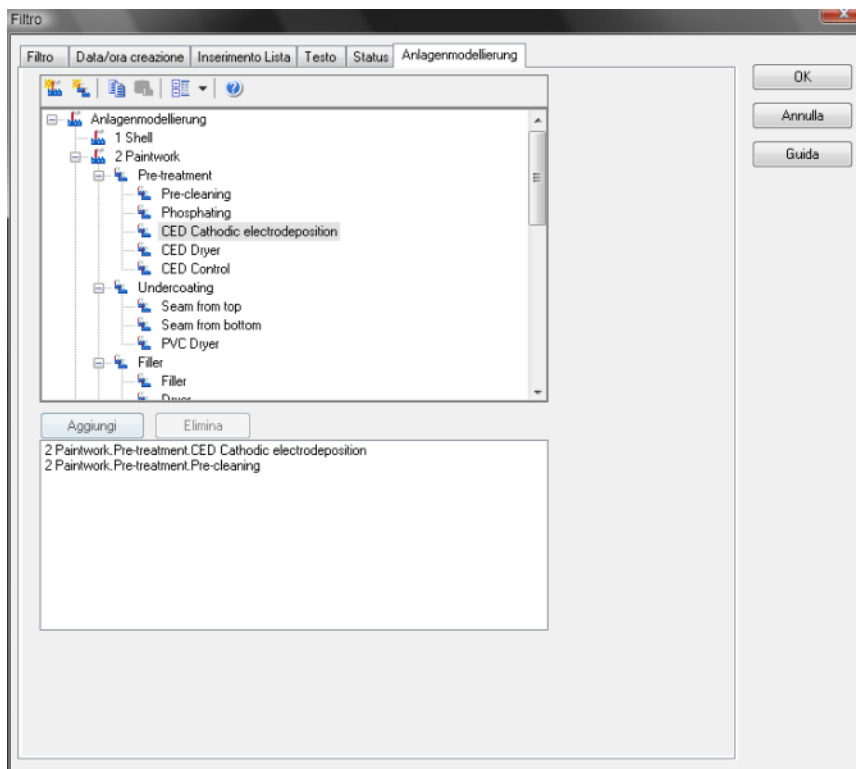 Filtro
Filtro Data/ora creazione Inserimento Lista Testo Status Anlagenmodellierung
OK
Annulla
Guida
Anlagenmodellierung
1 Shell
2 Paintwork
Pre-treatment
Pre-cleaning
Phosphating
CED Cathodic electrodeposition
CED Dryer
CED Control
Undercoating
Seam from top
Seam from bottom
PVC Dryer
Filler
Filler
Dryer
Aggiungi Elimina
2 Paintwork.Pre-treatment.CED Cathodic electrodeposition
2 Paintwork.Pre-treatment.Pre-cleaning